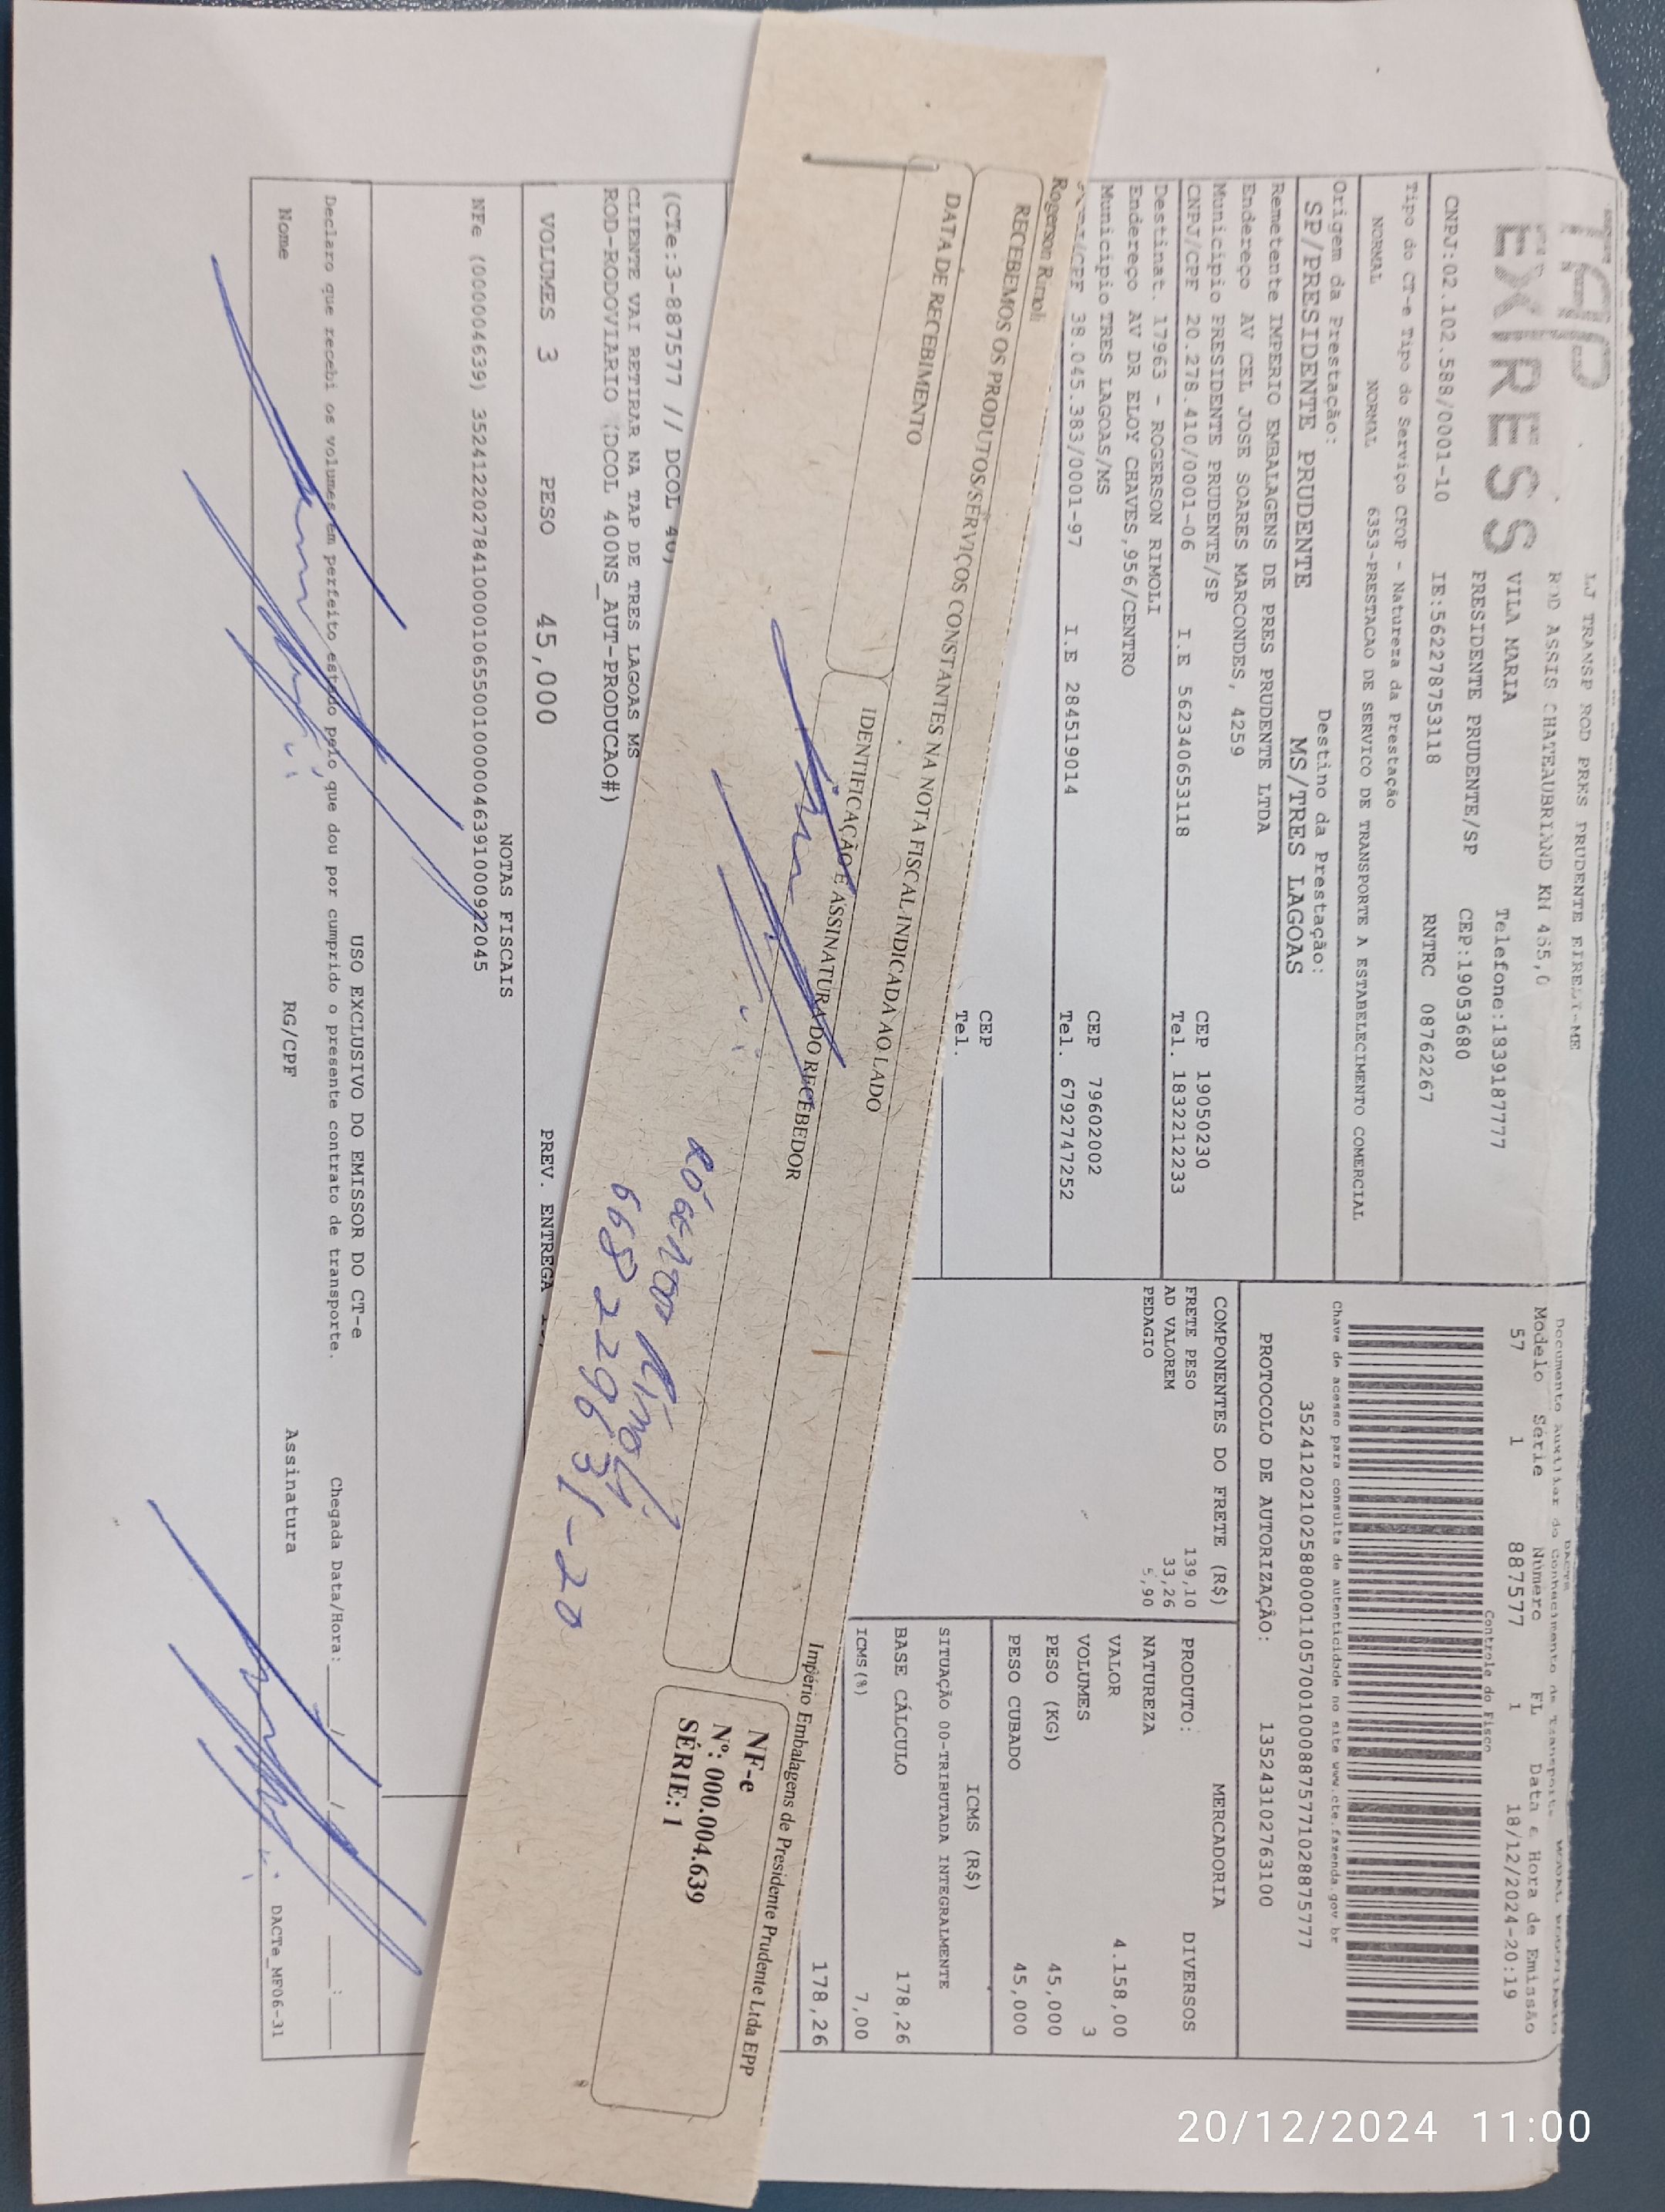 TAP
EXPRESS
LJ TRANSP ROD PRES PRUDENTE EIRELI-ME
ROD ASSIS CHATEAUBRIAND KM 455,0
VILA MARIA
Telefone:1839187777
PRESIDENTE PRUDENTE/SP
CEP:19053680
CNPJ:02.102.588/0001-10
IE:562278753118
RNTRC 08762267
DACTE
Documento Auxiliar do Conhecimento de Transporte
Modelo Série Número FL Data e Hora de Emissão
57 1 887577 1 18/12/2024-20:19
Controle do Fisco
Tipo do CT-e Tipo do Serviço CFOP - Natureza da Prestação
NORMAL NORMAL 6353-PRESTACAO DE SERVICO DE TRANSPORTE A ESTABELECIMENTO COMERCIAL
Chave de acesso para consulta de autenticidade no site www.cte.fazenda.gov.br
35241202102588000110570010008875771028875777
Origem da Prestação:
SP/PRESIDENTE PRUDENTE
Destino da Prestação:
MS/TRES LAGOAS
PROTOCOLO DE AUTORIZAÇÃO: 135243102763100
Remetente IMPERIO EMBALAGENS DE PRES PRUDENTE LTDA
Endereço AV CEL JOSE SOARES MARCONDES, 4259
Município PRESIDENTE PRUDENTE/SP
CEP 19050230
CNPJ/CPF 20.278.410/0001-06 I.E 562340653118
Tel. 1832212233
Destinat. 17963 - ROGERSON RIMOLI
Endereço AV DR ELOY CHAVES,956/CENTRO
Município TRES LAGOAS/MS
CEP 79602002
CNPJ/CPF 38.045.383/0001-97 I.E 284519014
Tel. 6792747252
CEP
Tel.
COMPONENTES DO FRETE (R$)
FRETE PESO 139,10
AD VALOREM 33,26
PEDAGIO 5,90
MERCADORIA
PRODUTO: DIVERSOS
NATUREZA
VALOR 4.158,00
VOLUMES 3
PESO (KG) 45,000
PESO CUBADO 45,000
ICMS (R$)
SITUAÇÃO 00-TRIBUTADA INTEGRALMENTE
BASE CÁLCULO 178,26
ICMS(%) 7,00
178,26
Rogerson Rimoli
RECEBEMOS OS PRODUTOS/SERVIÇOS CONSTANTES NA NOTA FISCAL INDICADA AO LADO
DATA DE RECEBIMENTO
IDENTIFICAÇÃO E ASSINATURA DO RECEBEDOR
Império Embalagens de Presidente Prudente Ltda EPP
NF-e
Nº: 000.004.639
SÉRIE: 1
Rimoli
668 229631-20
(CTe:3-887577 // DCOL
CLIENTE VAI RETIRAR NA TAP DE TRES LAGOAS MS
ROD-RODOVIARIO (DCOL 400NS_AUT-PRODUCAO#)
VOLUMES 3 PESO 45,000 PREV. ENTREGA
NOTAS FISCAIS
NFe (000004639) 35241220278410000106550010000046391000922045
USO EXCLUSIVO DO EMISSOR DO CT-e
Declaro que recebi os volumes em perfeito estado pelo que dou por cumprido o presente contrato de transporte.
Chegada Data/Hora:____/____/____ ____:____
Nome RG/CPF Assinatura
DACTe_MF06-31
20/12/2024 11:00